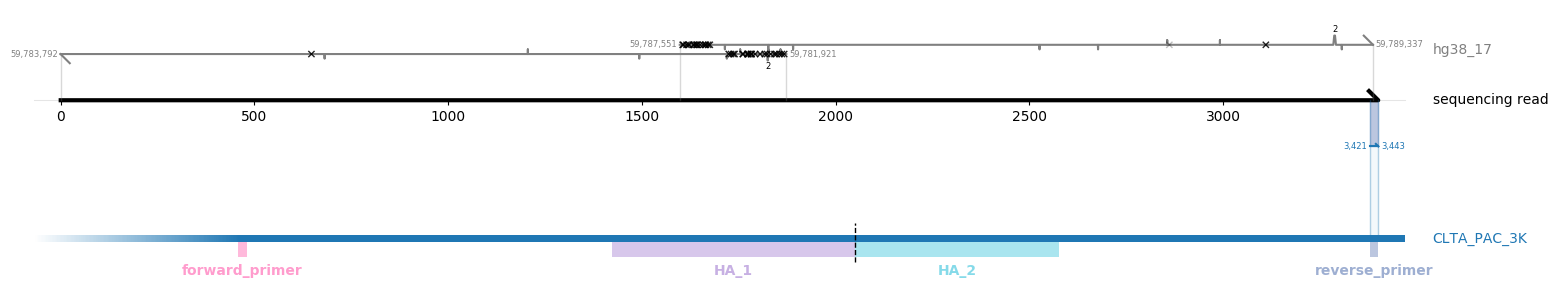 2
59,787,551
59,789,337
hg38_17
59,783,792
59,781,921
2
sequencing read
0
500
1000
1500
2000
2500
3000
3,421
3,443
CLTA_PAC_3K
forward_primer
HA_1
HA_2
reverse_primer